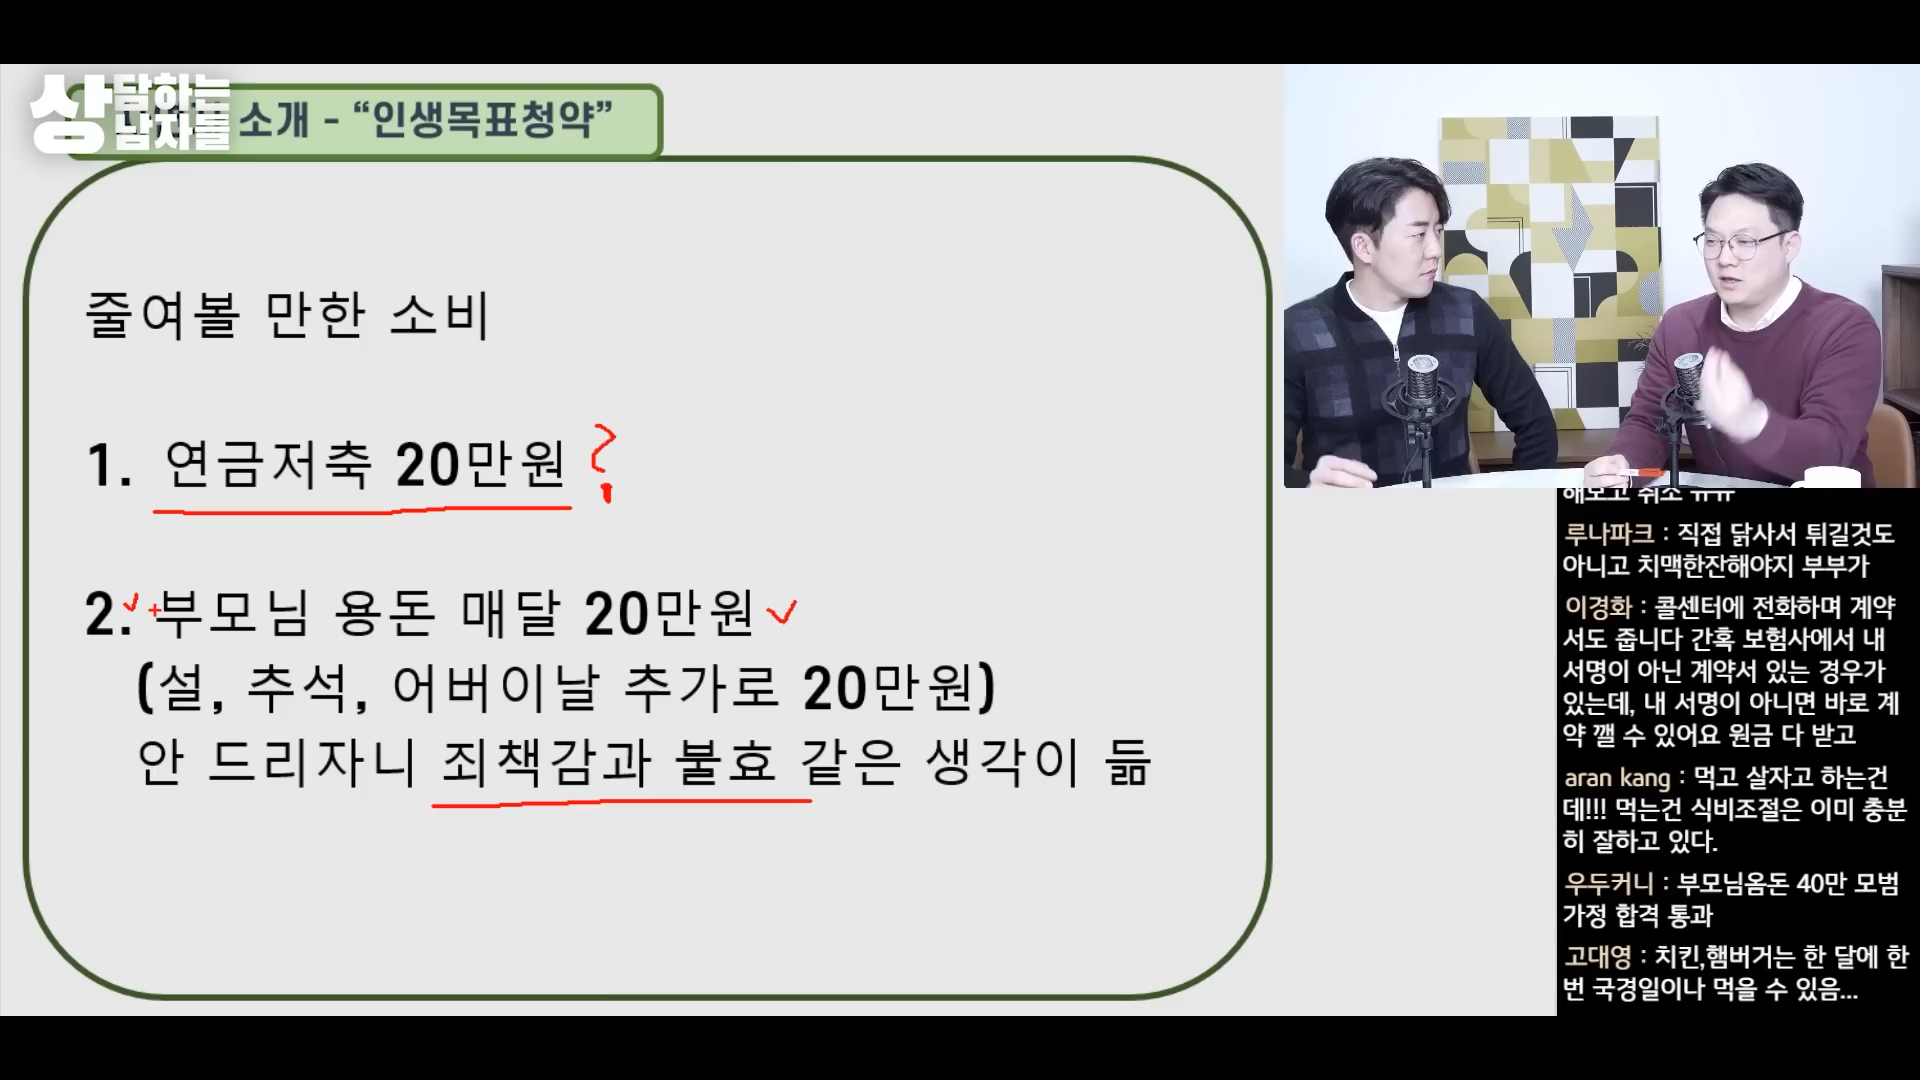 상담하는
남자들
소개 - “인생목표청약”
줄여볼 만한 소비
1. 연금저축 20만원 ?
2. 부모님 용돈 매달 20만원
(설, 추석, 어버이날 추가로 20만원)
안 드리자니 죄책감과 불효 같은 생각이 듦
해보고 취소 ㅠㅠ
루나파크 : 직접 닭사서 튀길것도
아니고 치맥한잔해야지 부부가
이경화 : 콜센터에 전화하며 계약
서도 줍니다 간혹 보험사에서 내
서명이 아닌 계약서 있는 경우가
있는데, 내 서명이 아니면 바로 계
약 깰 수 있어요 원금 다 받고
aran kang : 먹고 살자고 하는건
데!!! 먹는건 식비조절은 이미 충분
히 잘하고 있다.
우두커니 : 부모님옴돈 40만 모범
가정 합격 통과
고대영 : 치킨,햄버거는 한 달에 한
번 국경일이나 먹을 수 있음...